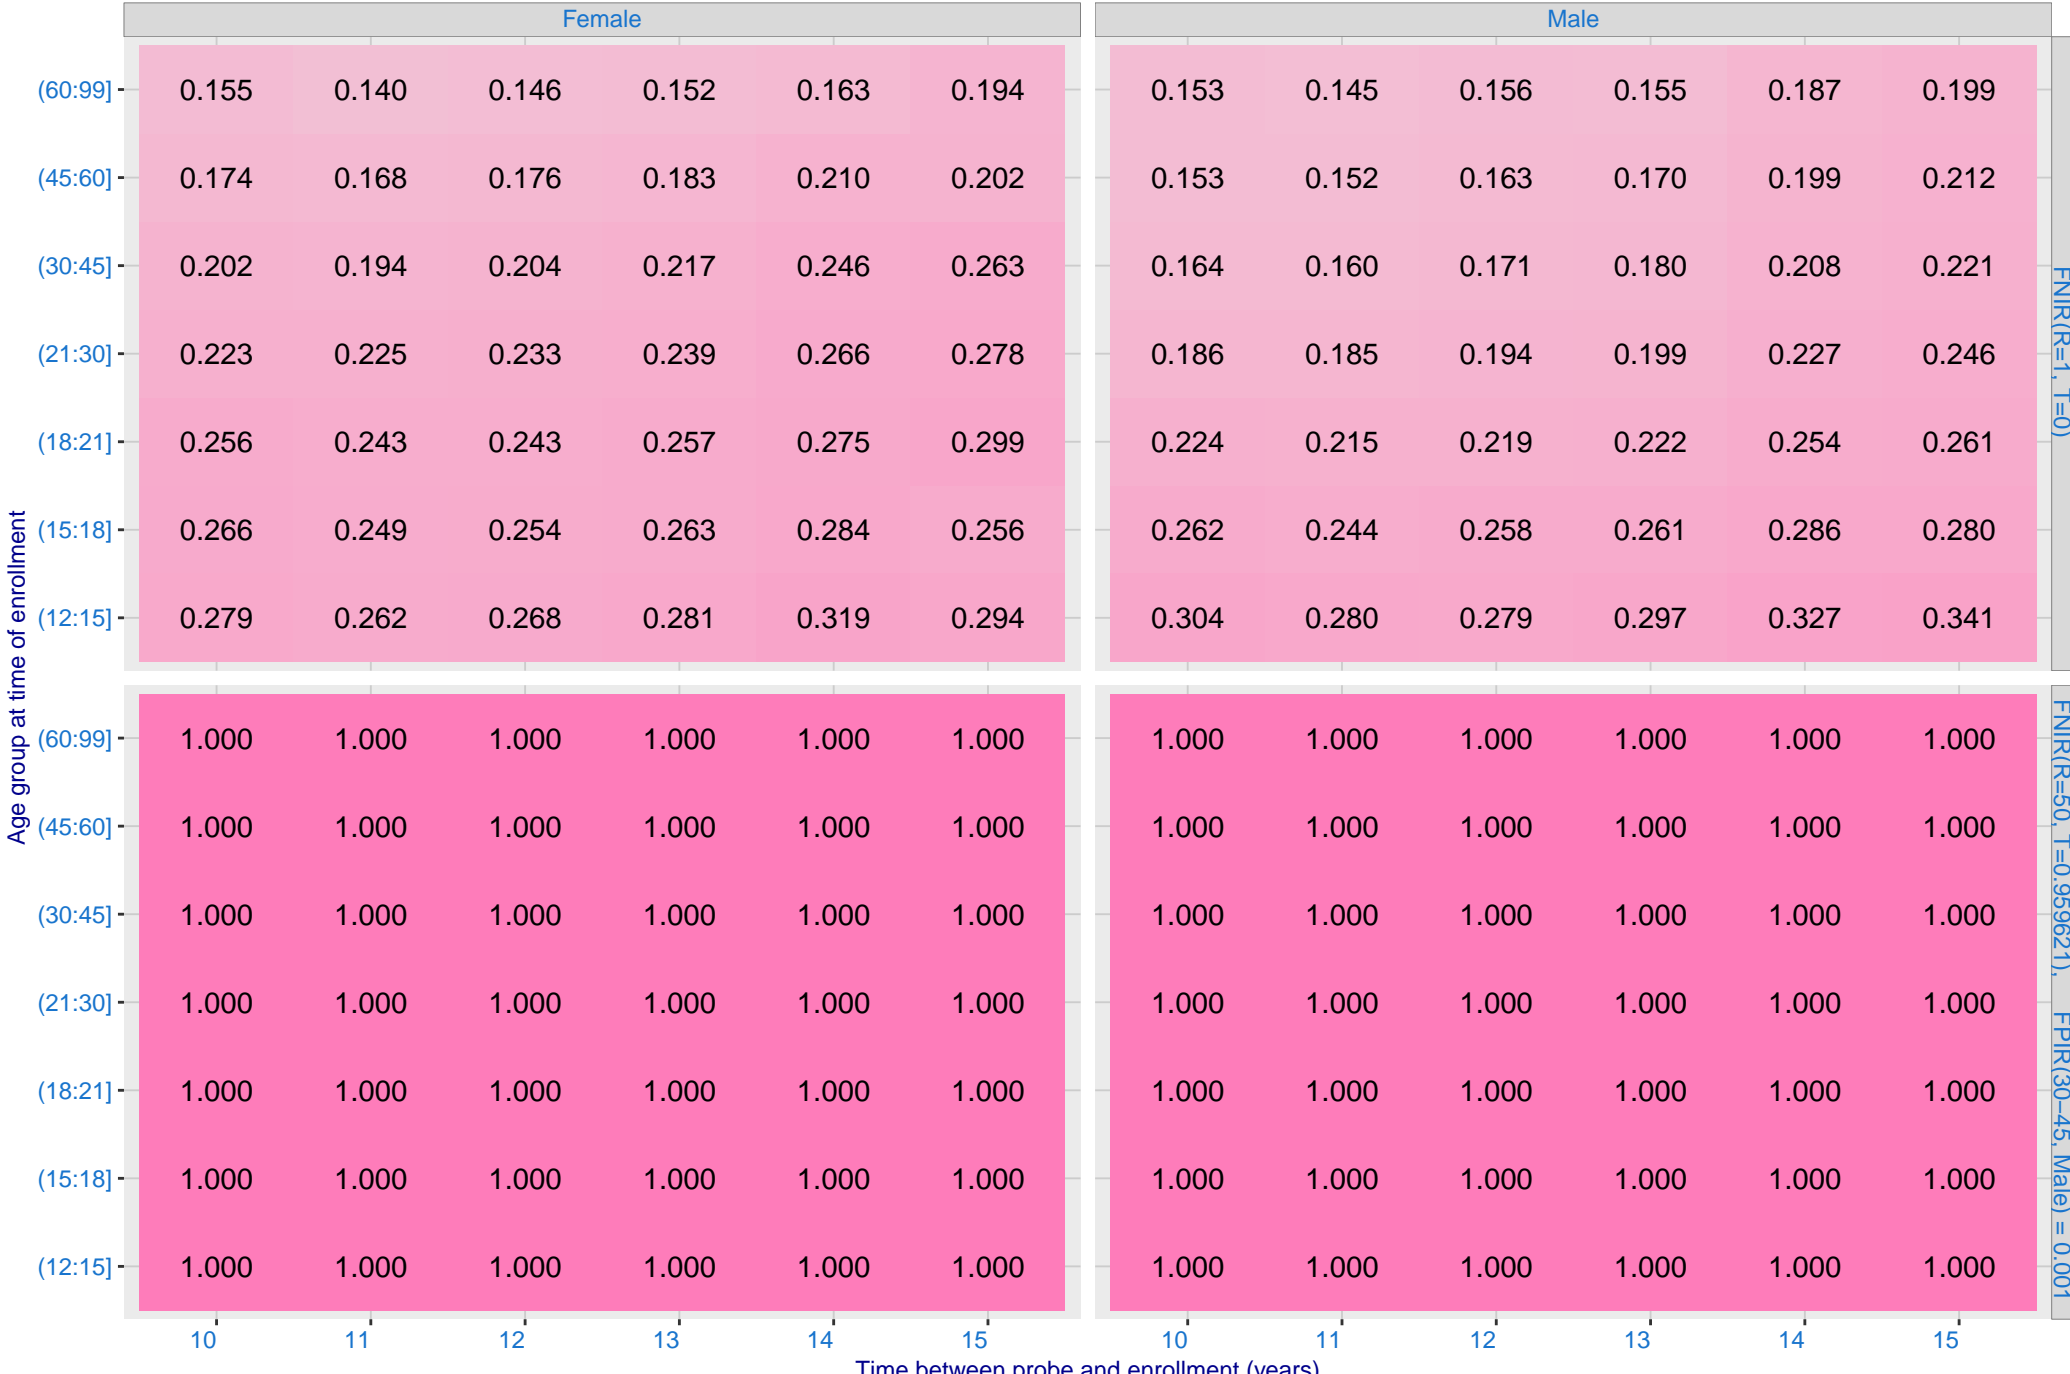 Female Male
(60:99] 0.155 0.140 0.146 0.152 0.163 0.194 0.153 0.145 0.156 0.155 0.187 0.199
(45:60] 0.174 0.168 0.176 0.183 0.210 0.202 0.153 0.152 0.163 0.170 0.199 0.212
(30:45] 0.202 0.194 0.204 0.217 0.246 0.263 0.164 0.160 0.171 0.180 0.208 0.221
(21:30] 0.223 0.225 0.233 0.239 0.266 0.278 0.186 0.185 0.194 0.199 0.227 0.246
(18:21] 0.256 0.243 0.243 0.257 0.275 0.299 0.224 0.215 0.219 0.222 0.254 0.261
(15:18] 0.266 0.249 0.254 0.263 0.284 0.256 0.262 0.244 0.258 0.261 0.286 0.280
(12:15] 0.279 0.262 0.268 0.281 0.319 0.294 0.304 0.280 0.279 0.297 0.327 0.341
FNIR(R=1, T=0)
Age group at time of enrollment
(60:99] 1.000 1.000 1.000 1.000 1.000 1.000 1.000 1.000 1.000 1.000 1.000 1.000
(45:60] 1.000 1.000 1.000 1.000 1.000 1.000 1.000 1.000 1.000 1.000 1.000 1.000
(30:45] 1.000 1.000 1.000 1.000 1.000 1.000 1.000 1.000 1.000 1.000 1.000 1.000
(21:30] 1.000 1.000 1.000 1.000 1.000 1.000 1.000 1.000 1.000 1.000 1.000 1.000
(18:21] 1.000 1.000 1.000 1.000 1.000 1.000 1.000 1.000 1.000 1.000 1.000 1.000
(15:18] 1.000 1.000 1.000 1.000 1.000 1.000 1.000 1.000 1.000 1.000 1.000 1.000
(12:15] 1.000 1.000 1.000 1.000 1.000 1.000 1.000 1.000 1.000 1.000 1.000 1.000
FNIR(R=50, T=0.959621), FPIR(30−45, Male) = 0.001
10 11 12 13 14 15 10 11 12 13 14 15
Time between probe and enrollment (years)